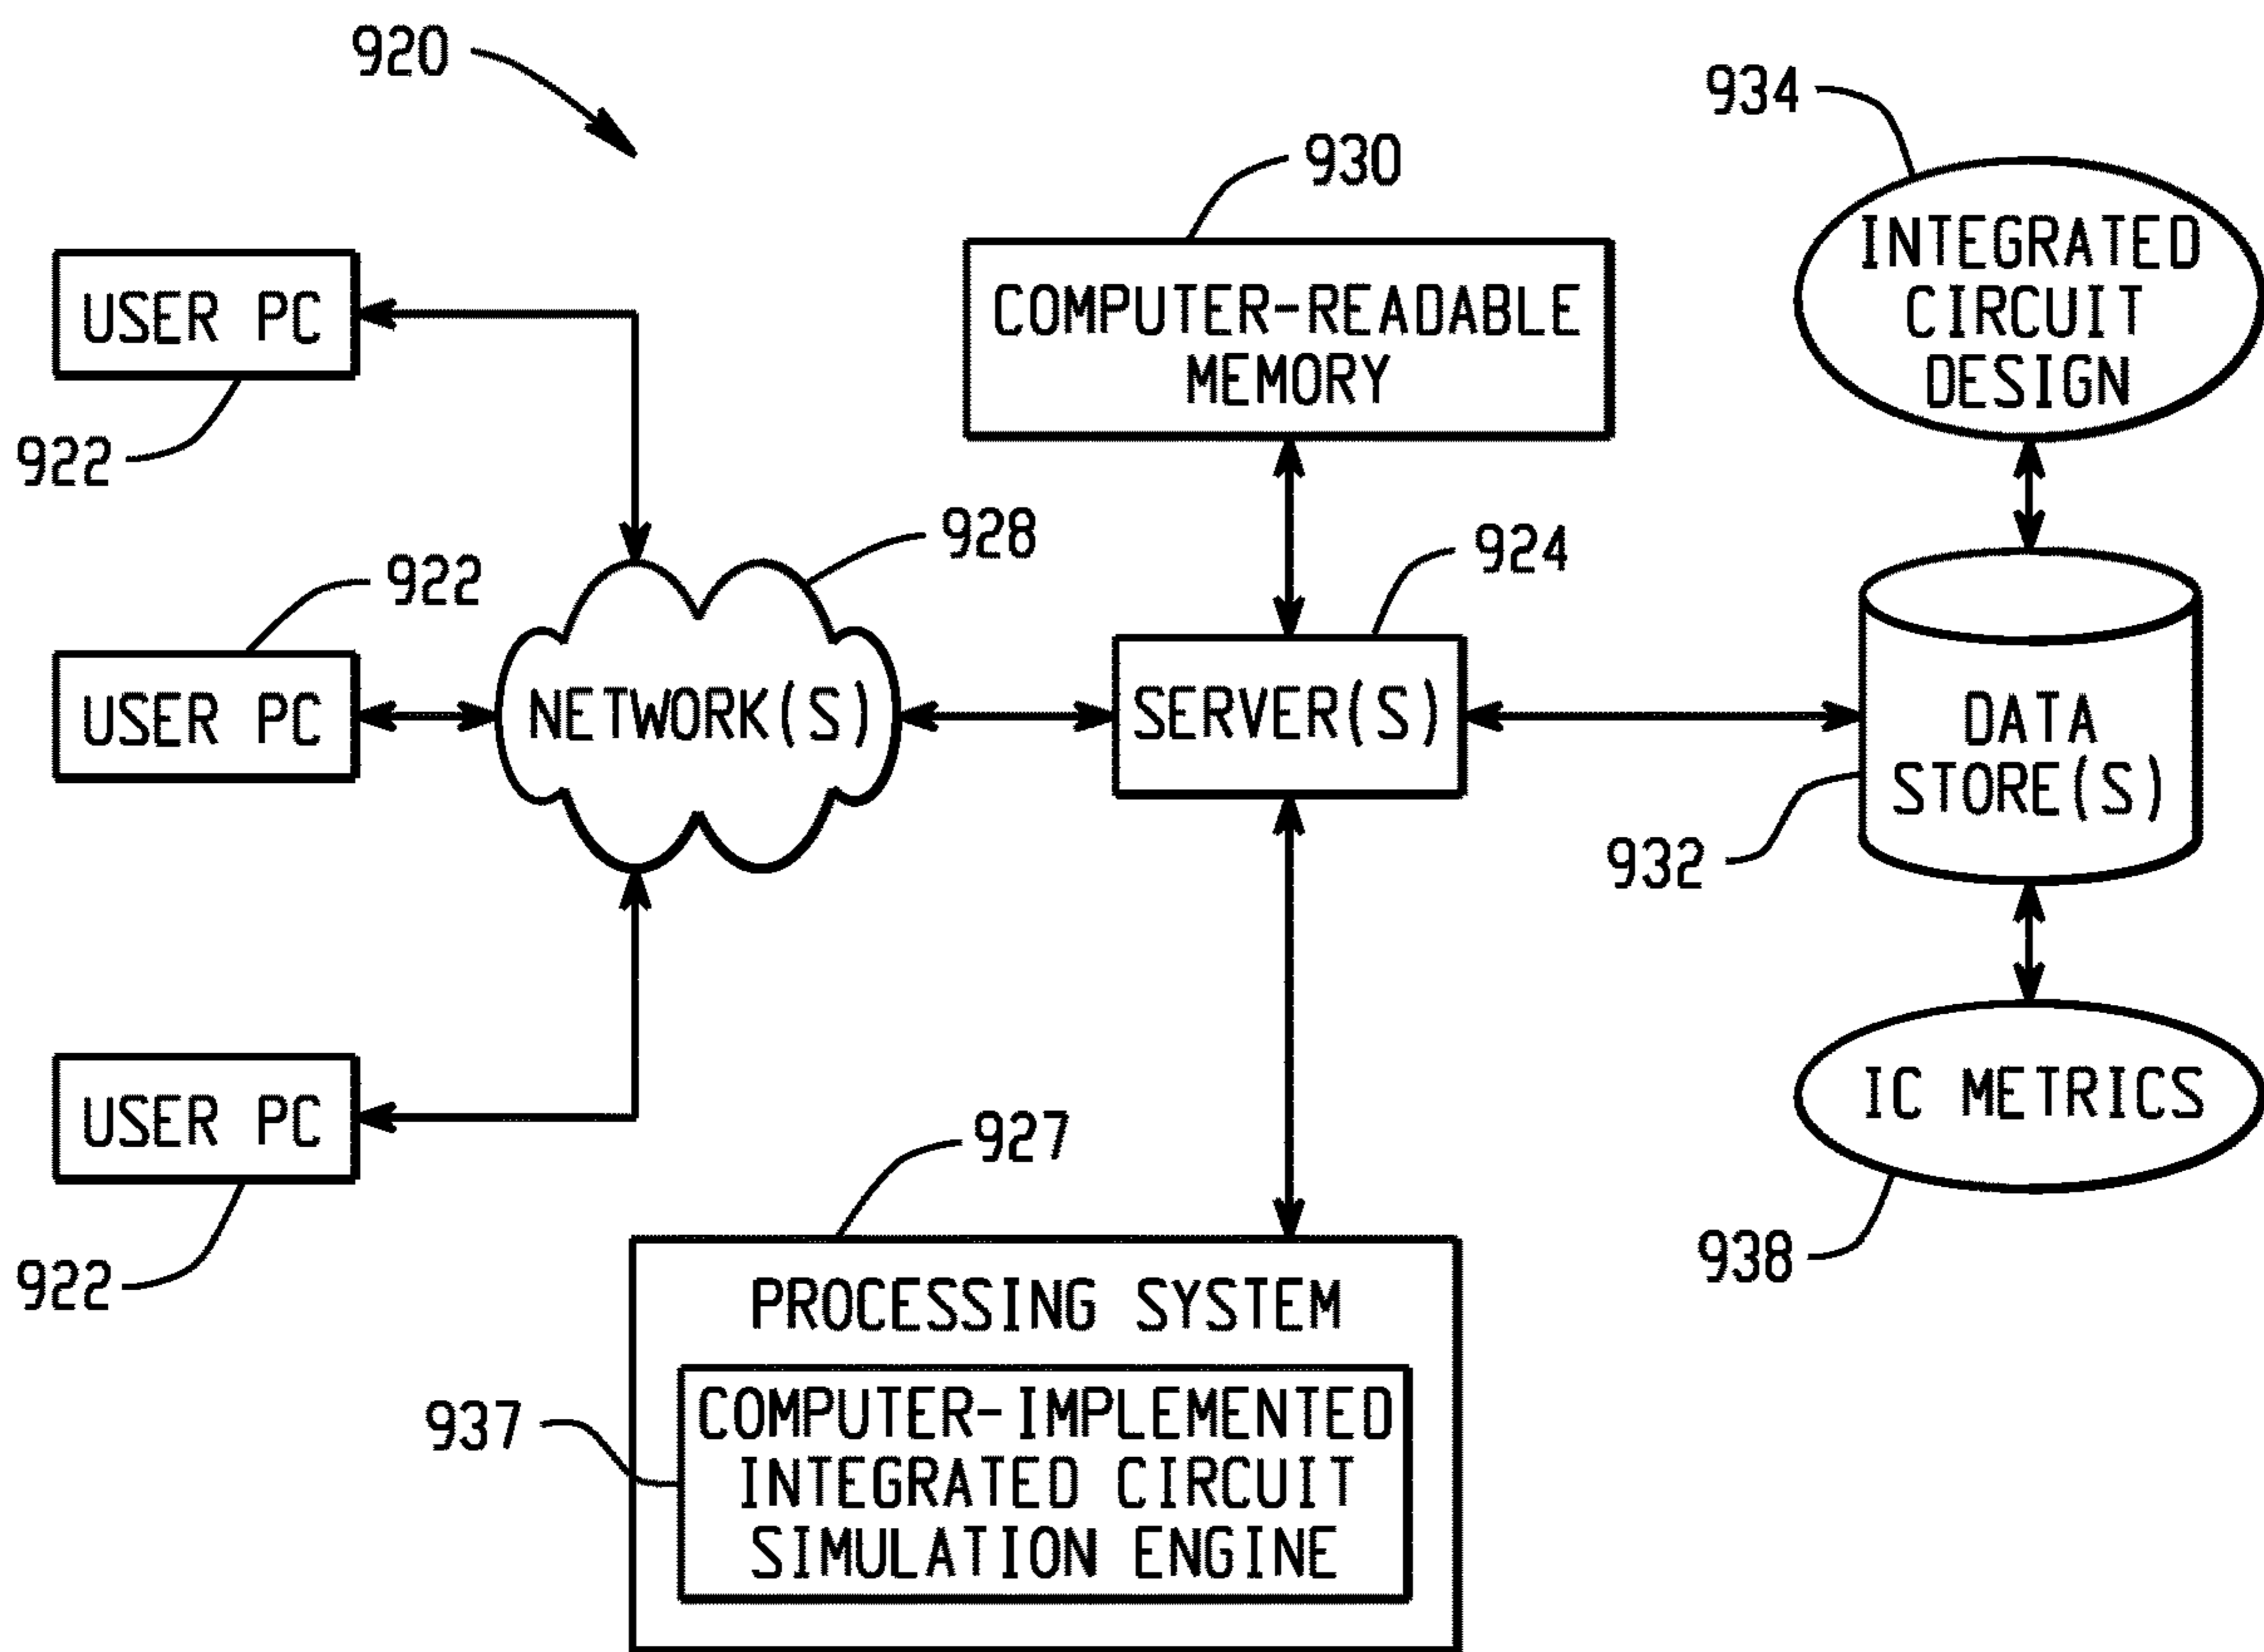 920
934
930
INTEGRATED
CIRCUIT
DESIGN
USER PC
COMPUTER-READABLE
MEMORY
922
928
924
922
USER PC
NETWORK(S)
SERVER(S)
DATA
STORE(S)
932
USER PC
IC METRICS
927
922
938
PROCESSING SYSTEM
937
COMPUTER-IMPLEMENTED
INTEGRATED CIRCUIT
SIMULATION ENGINE